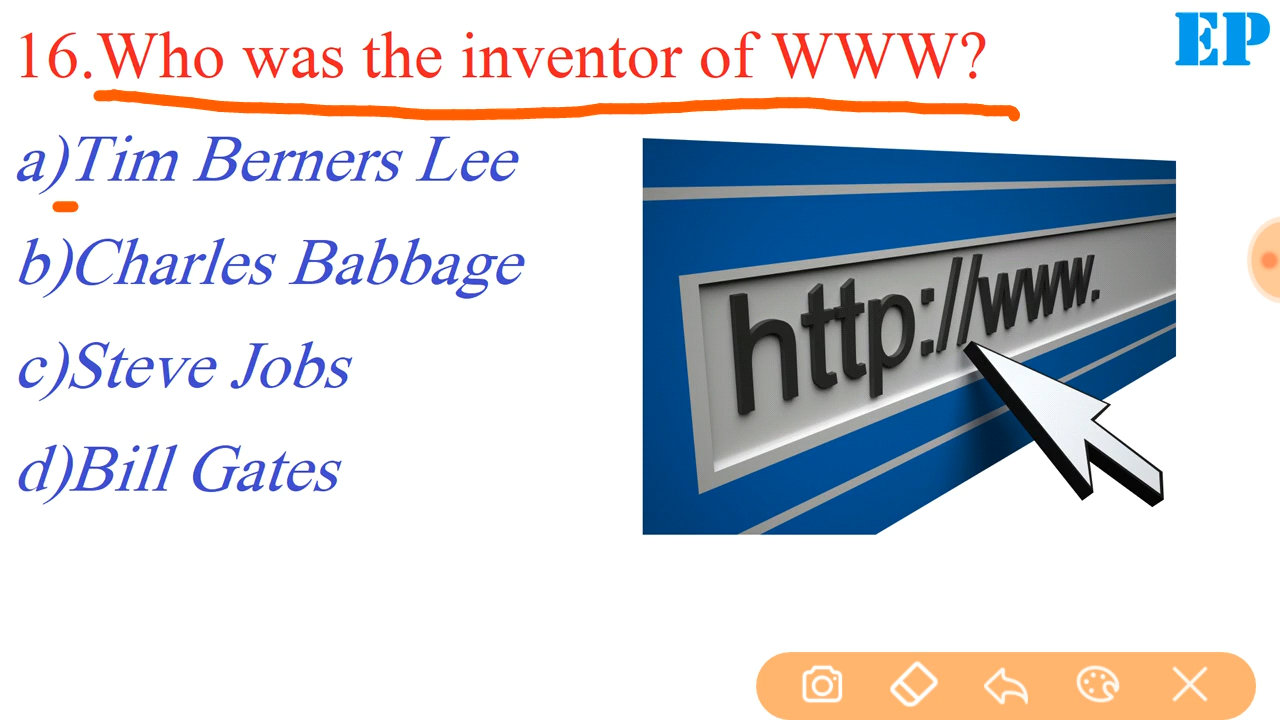 16.Who was the inventor of WWW?
EP
a)Tim Berners Lee
b)Charles Babbage
c)Steve Jobs
d)Bill Gates
http://www.